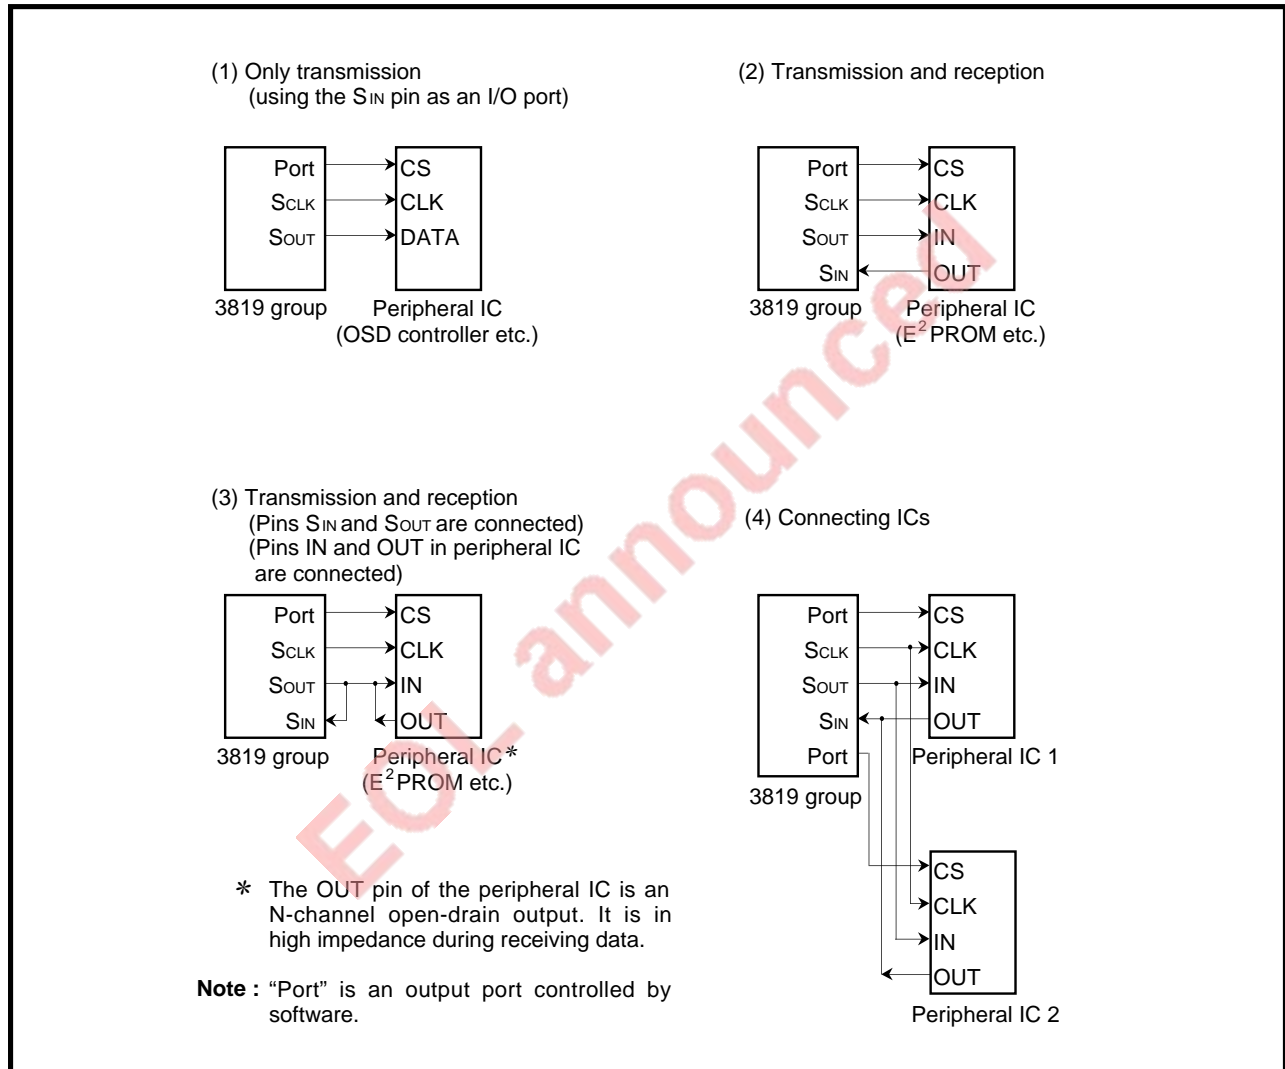 (1) Only transmission
(using the SIN pin as an I/O port)
Port
SCLK
SOUT
CS
CLK
DATA
3819 group
Peripheral IC
(OSD controller etc.)
(2) Transmission and reception
Port
SCLK
SOUT
SIN
CS
CLK
IN
OUT
3819 group
Peripheral IC
(E2 PROM etc.)
(3) Transmission and reception
(Pins SIN and SOUT are connected)
(Pins IN and OUT in peripheral IC
are connected)
Port
SCLK
SOUT
SIN
CS
CLK
IN
OUT
3819 group
Peripheral IC*
(E2 PROM etc.)
(4) Connecting ICs
Port
SCLK
SOUT
SIN
Port
CS
CLK
IN
OUT
3819 group
Peripheral IC 1
CS
CLK
IN
OUT
Peripheral IC 2
* The OUT pin of the peripheral IC is an
N-channel open-drain output. It is in
high impedance during receiving data.
Note : “Port” is an output port controlled by
software.
EOL announced